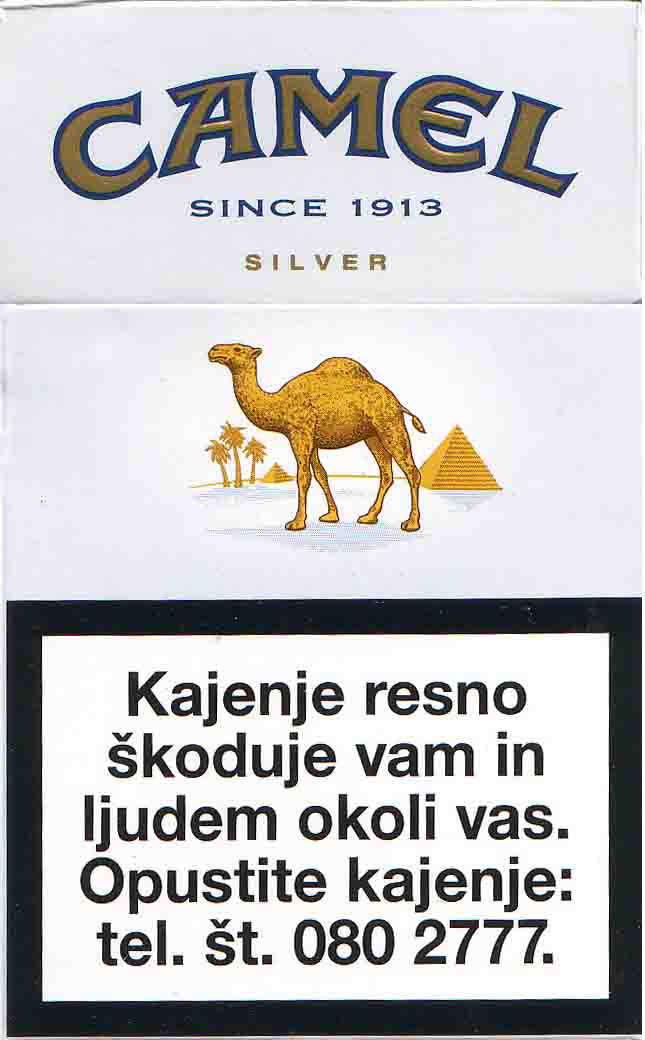 CAMEL
SINCE 1913
SILVER
Kajenje resno
škoduje vam in
ljudem okoli vas.
Opustite kajenje:
tel. št. 080 2777.